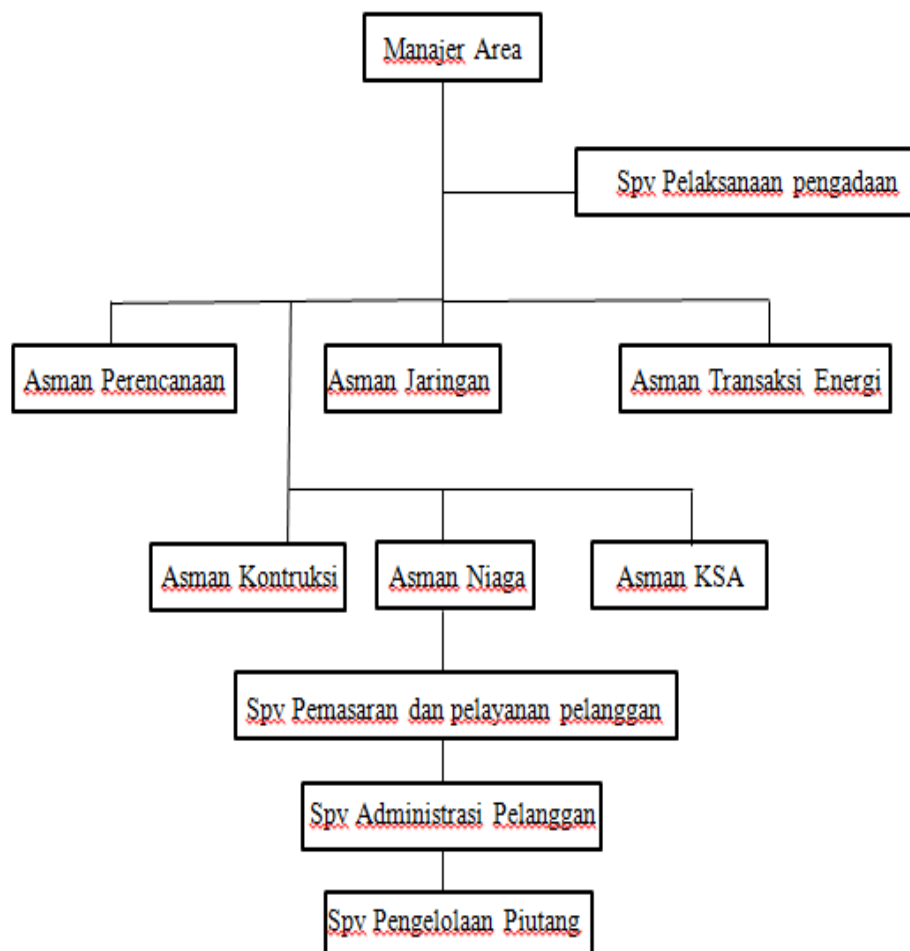 Manajer Area
Spv Pelaksanaan pengadaan
Asman Perencanaan
Asman Jaringan
Asman Transaksi Energi
Asman Kontruksi
Asman Niaga
Asman KSA
Spv Pemasaran dan pelayanan pelanggan
Spv Administrasi Pelanggan
Spv Pengelolaan Piutang